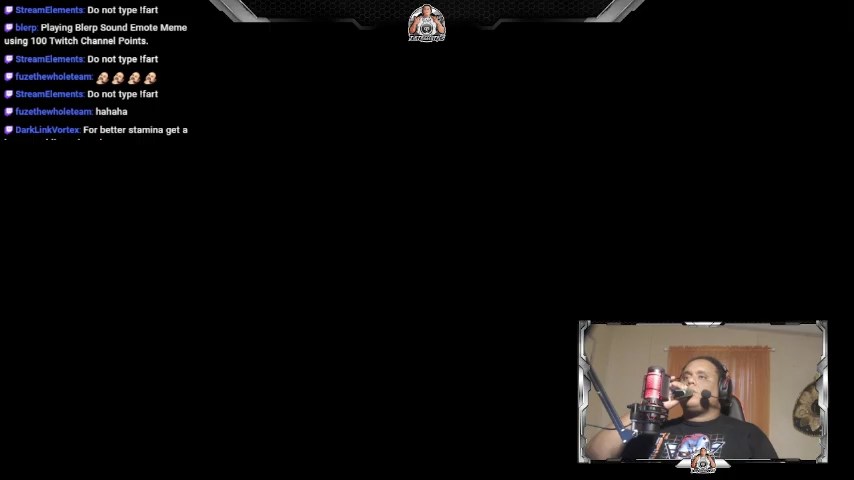 StreamElements: Do not type !fart
blerp: Playing Blerp Sound Emote Meme
using 100 Twitch Channel Points.
StreamElements: Do not type !fart
fuzethewholeteam:
StreamElements: Do not type !fart
fuzethewholeteam: hahaha
DarkLinkVortex: For better stamina get a